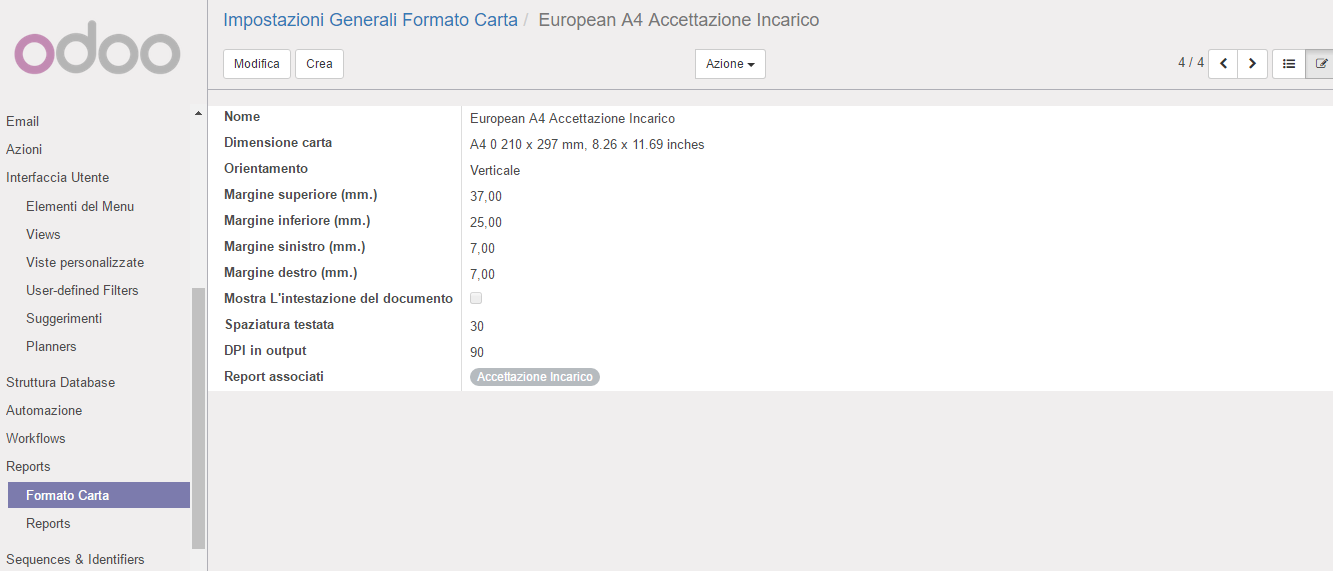 odoo
Impostazioni Generali Formato Carta / European A4 Accettazione Incarico
Modifica Crea Azione 4 / 4
Email
Azioni
Interfaccia Utente
Elementi del Menu
Views
Viste personalizzate
User-defined Filters
Suggerimenti
Planners
Struttura Database
Automazione
Workflows
Reports
Formato Carta
Reports
Sequences & Identifiers
Nome European A4 Accettazione Incarico
Dimensione carta A4 0 210 x 297 mm, 8.26 x 11.69 inches
Orientamento Verticale
Margine superiore (mm.) 37,00
Margine inferiore (mm.) 25,00
Margine sinistro (mm.) 7,00
Margine destro (mm.) 7,00
Mostra L'intestazione del documento
Spaziatura testata 30
DPI in output 90
Report associati Accettazione Incarico